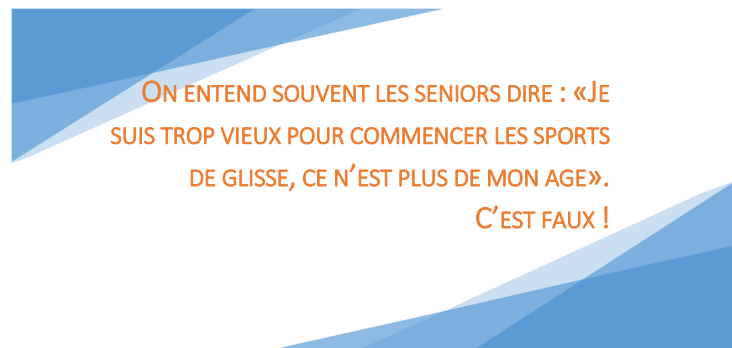 ON ENTEND SOUVENT LES SENIORS DIRE : «JE
SUIS TROP VIEUX POUR COMMENCER LES SPORTS
DE GLISSE, CE N’EST PLUS DE MON AGE».
C’EST FAUX !